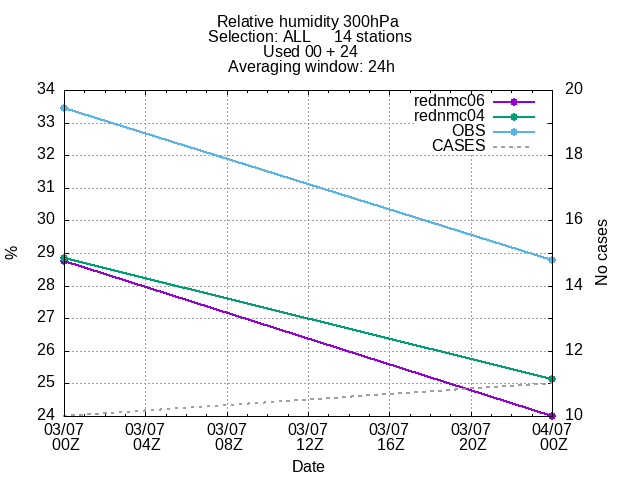 Relative humidity 300hPa
Selection: ALL 14 stations
Used 00 + 24
Averaging window: 24h
34
33
32
31
30
29
28
27
26
25
24
%
20
18
16
14
12
10
No cases
rednmc06
rednmc04
OBS
CASES
03/07 03/07 03/07 03/07 03/07 03/07 04/07
00Z 04Z 08Z 12Z 16Z 20Z 00Z
Date